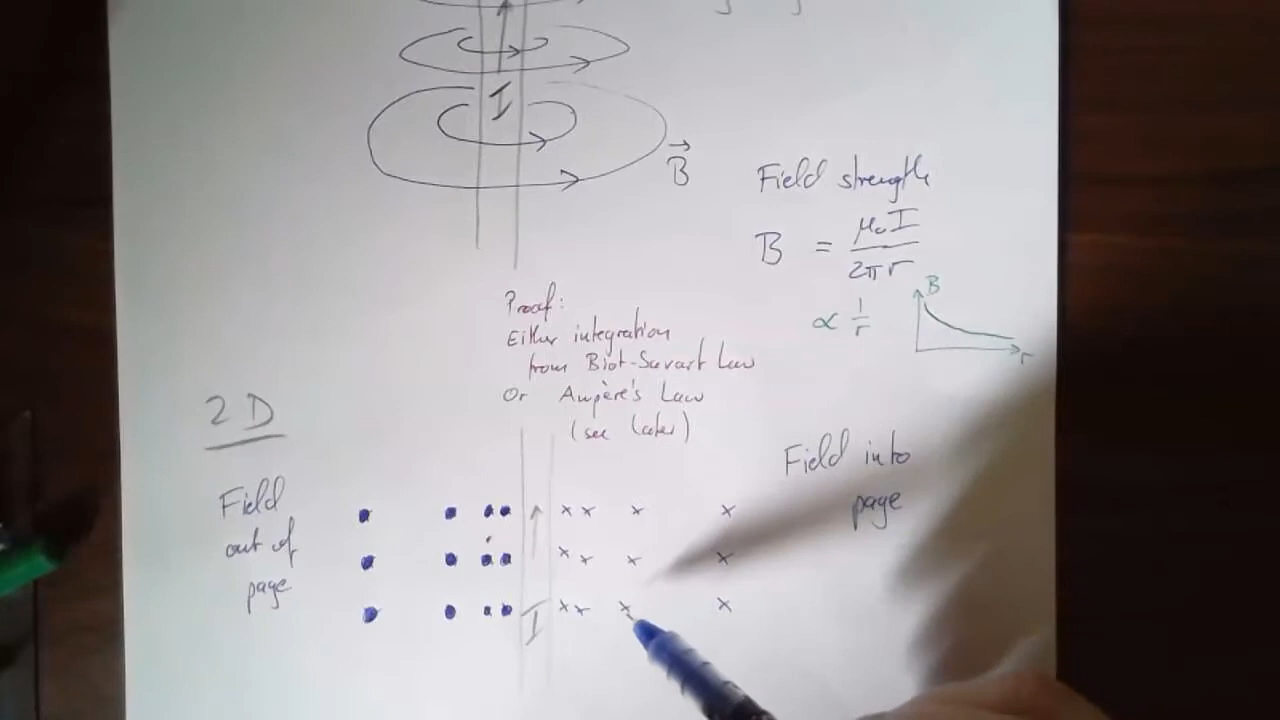 I
B
Field strength
B = μ₀I / 2πr
∝ 1/r
B
r
Proof:
Either integration
from Biot-Savart Law
Or Ampère's Law
(see later)
2D
Field
out of
page
Field into
page
I